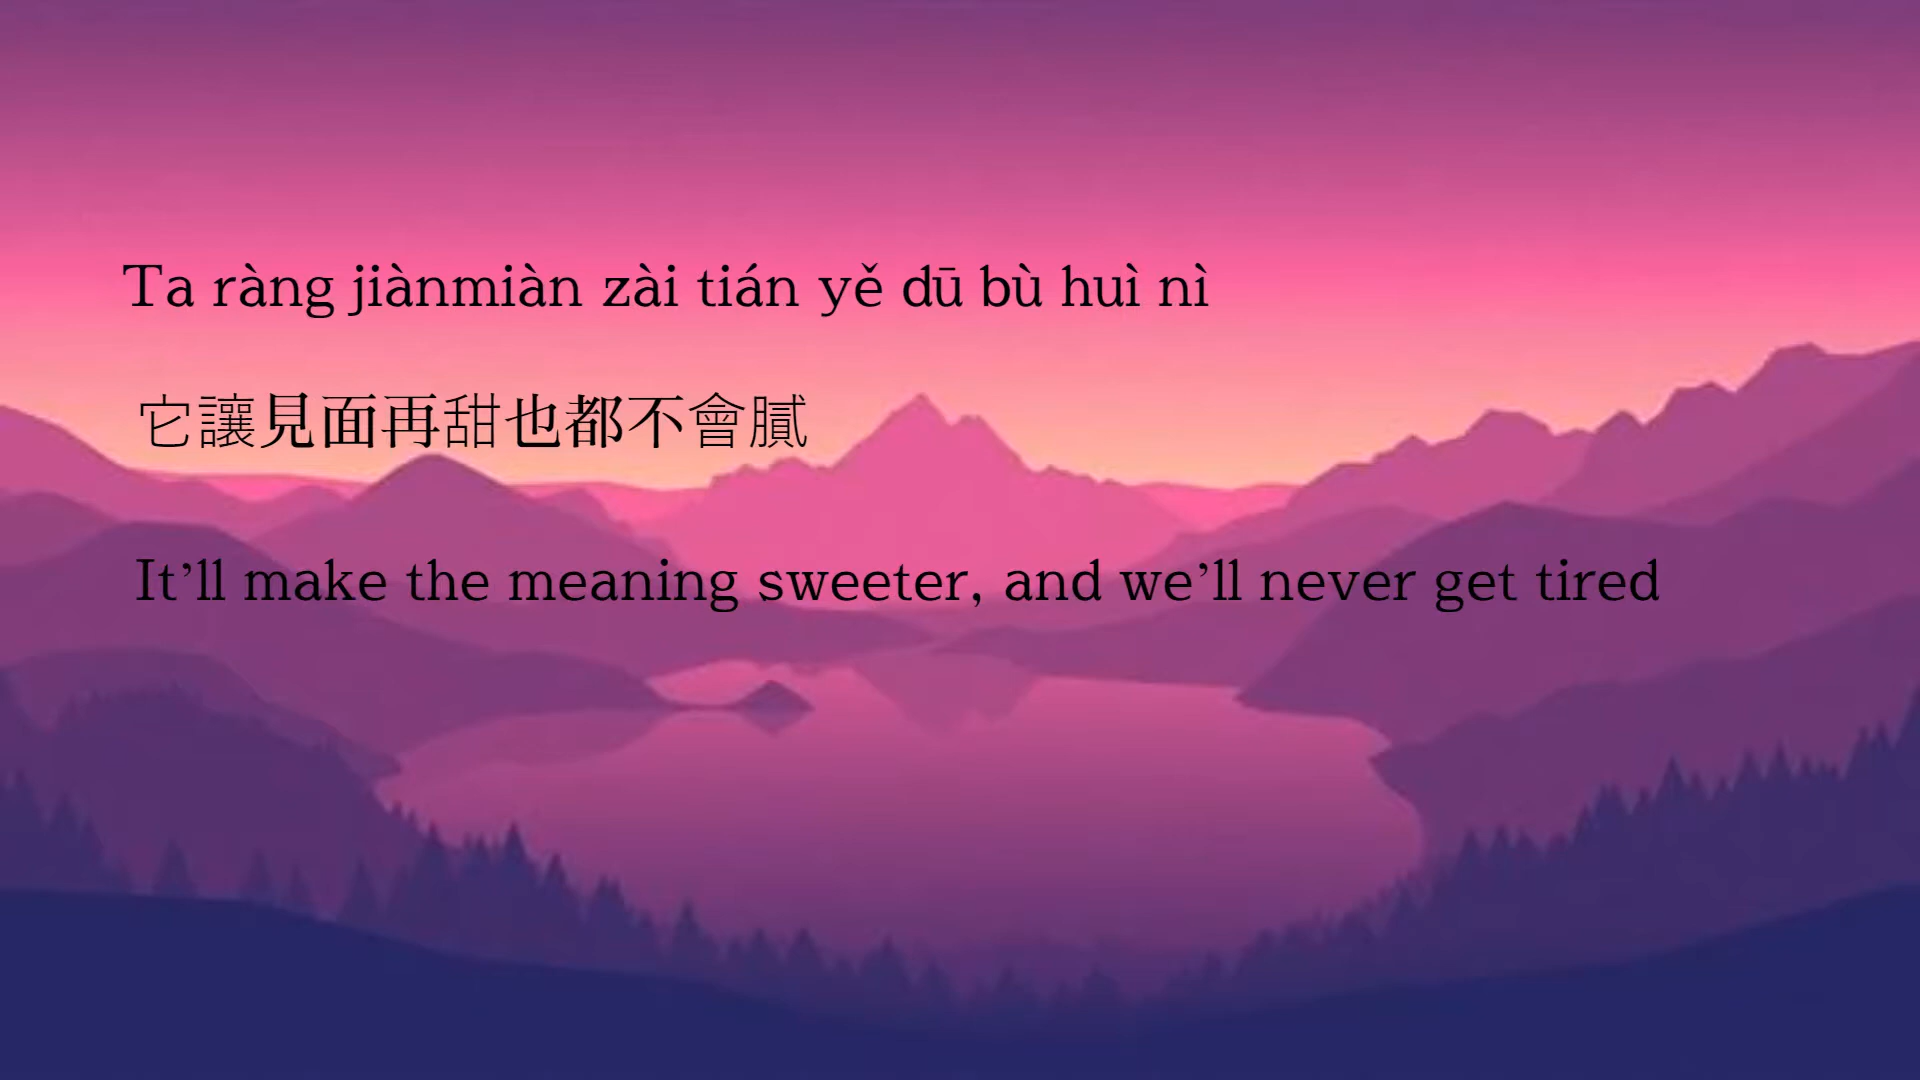 Ta ràng jiànmiàn zài tián yě dū bù huì nì
它讓見面再甜也都不會膩
It’ll make the meaning sweeter, and we’ll never get tired